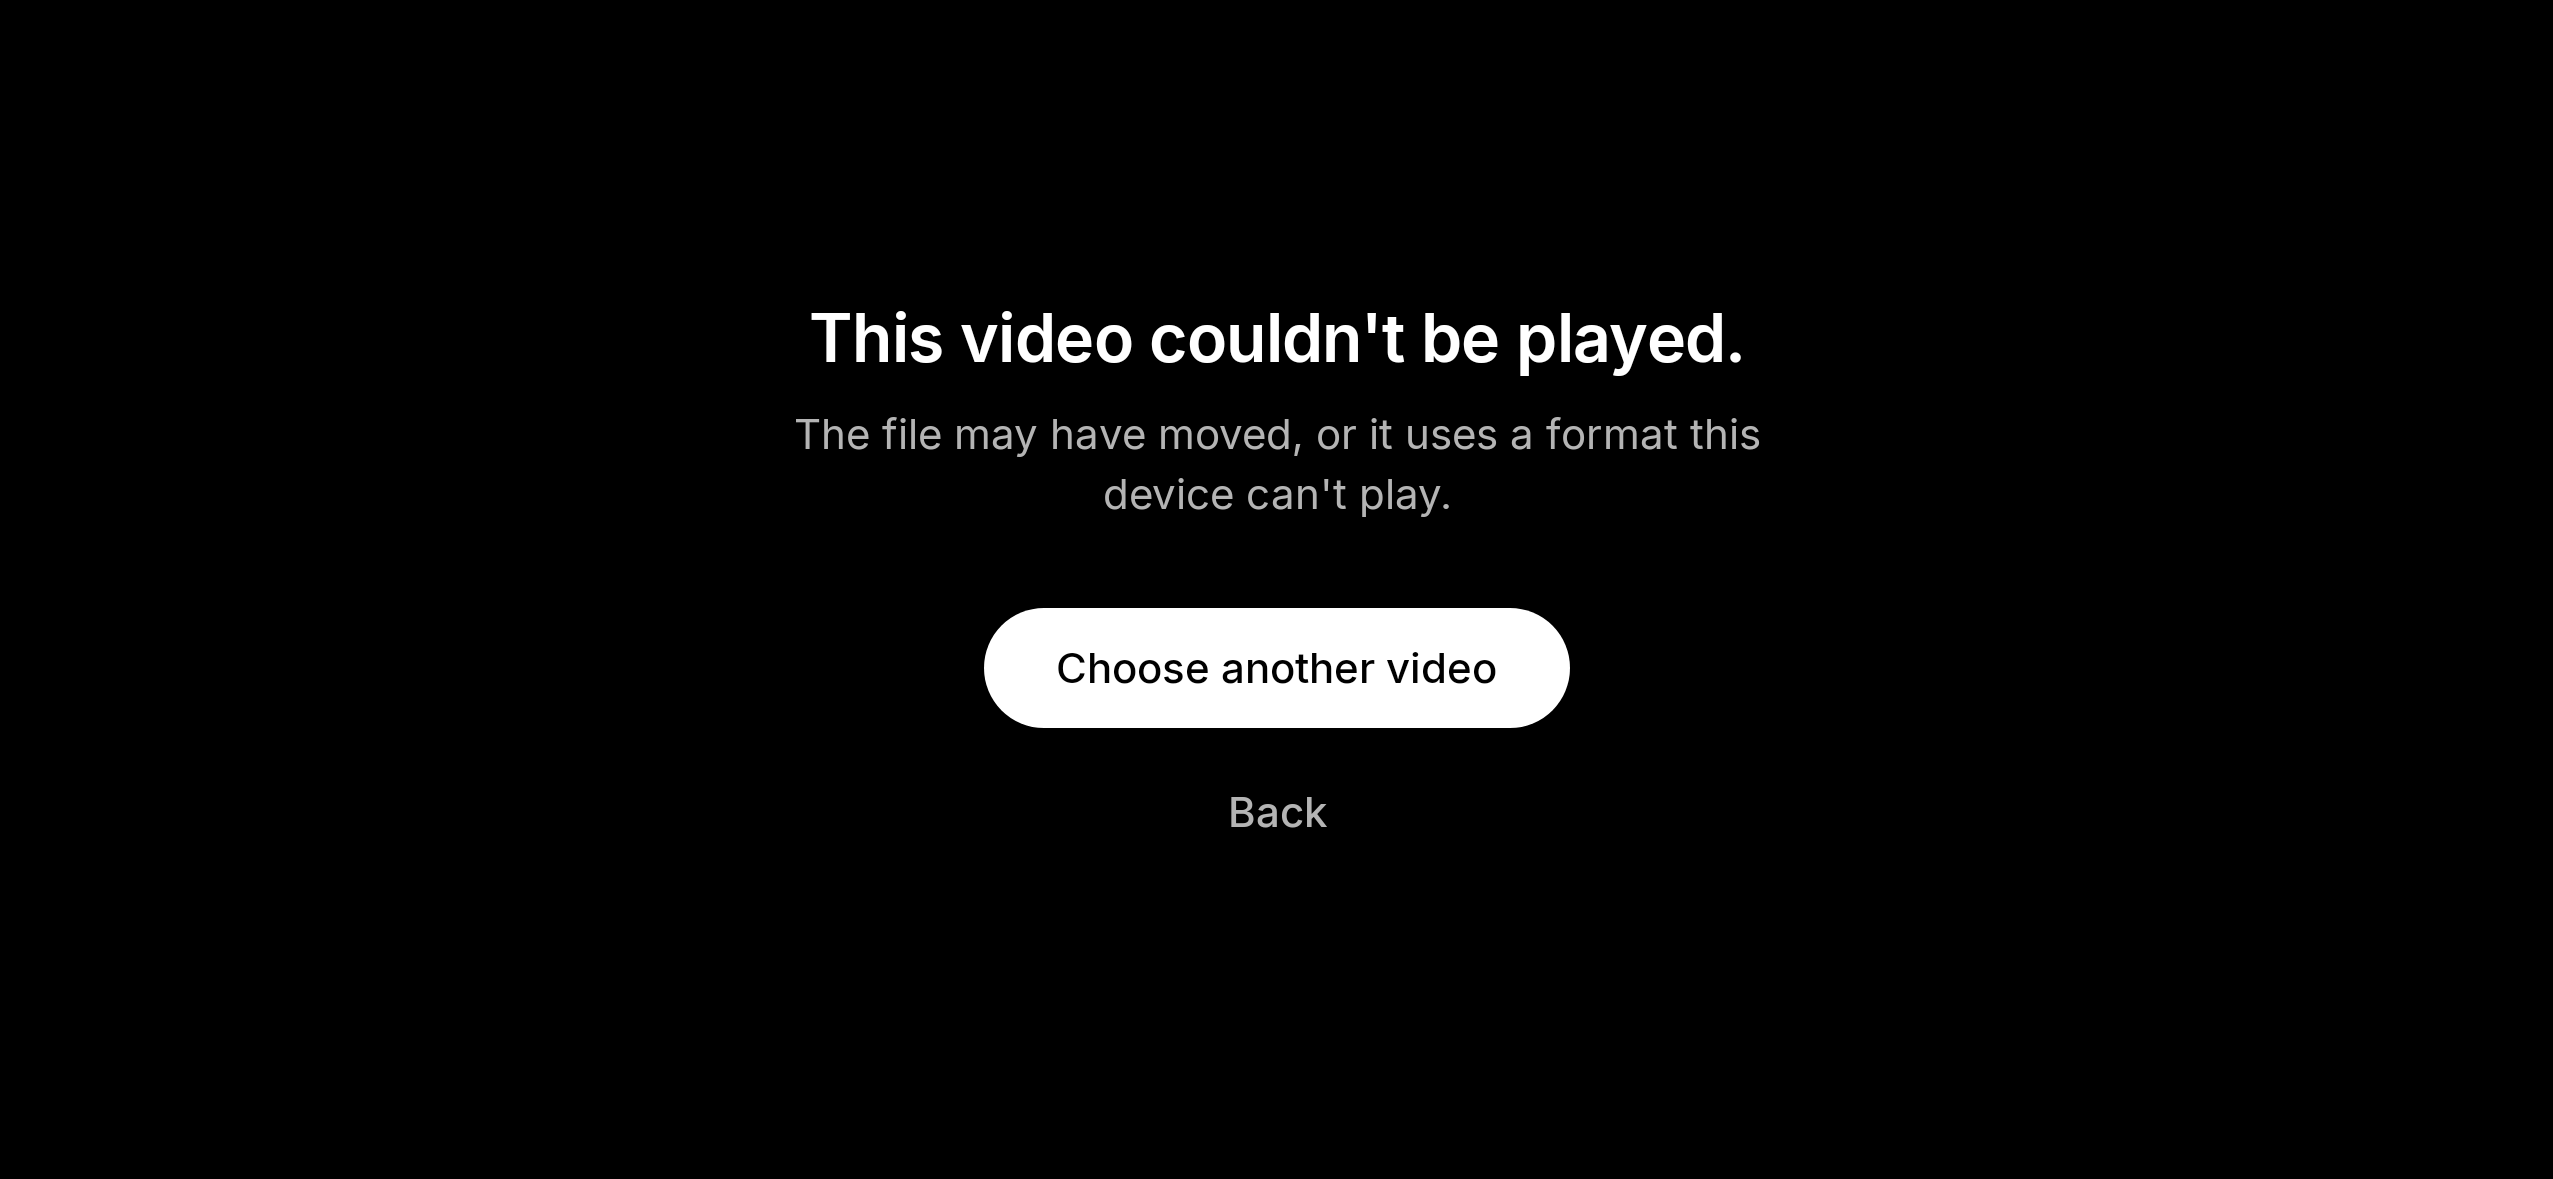 This video couldn't be played.
The file may have moved, or it uses a format this
device can't play.
Choose another video
Back